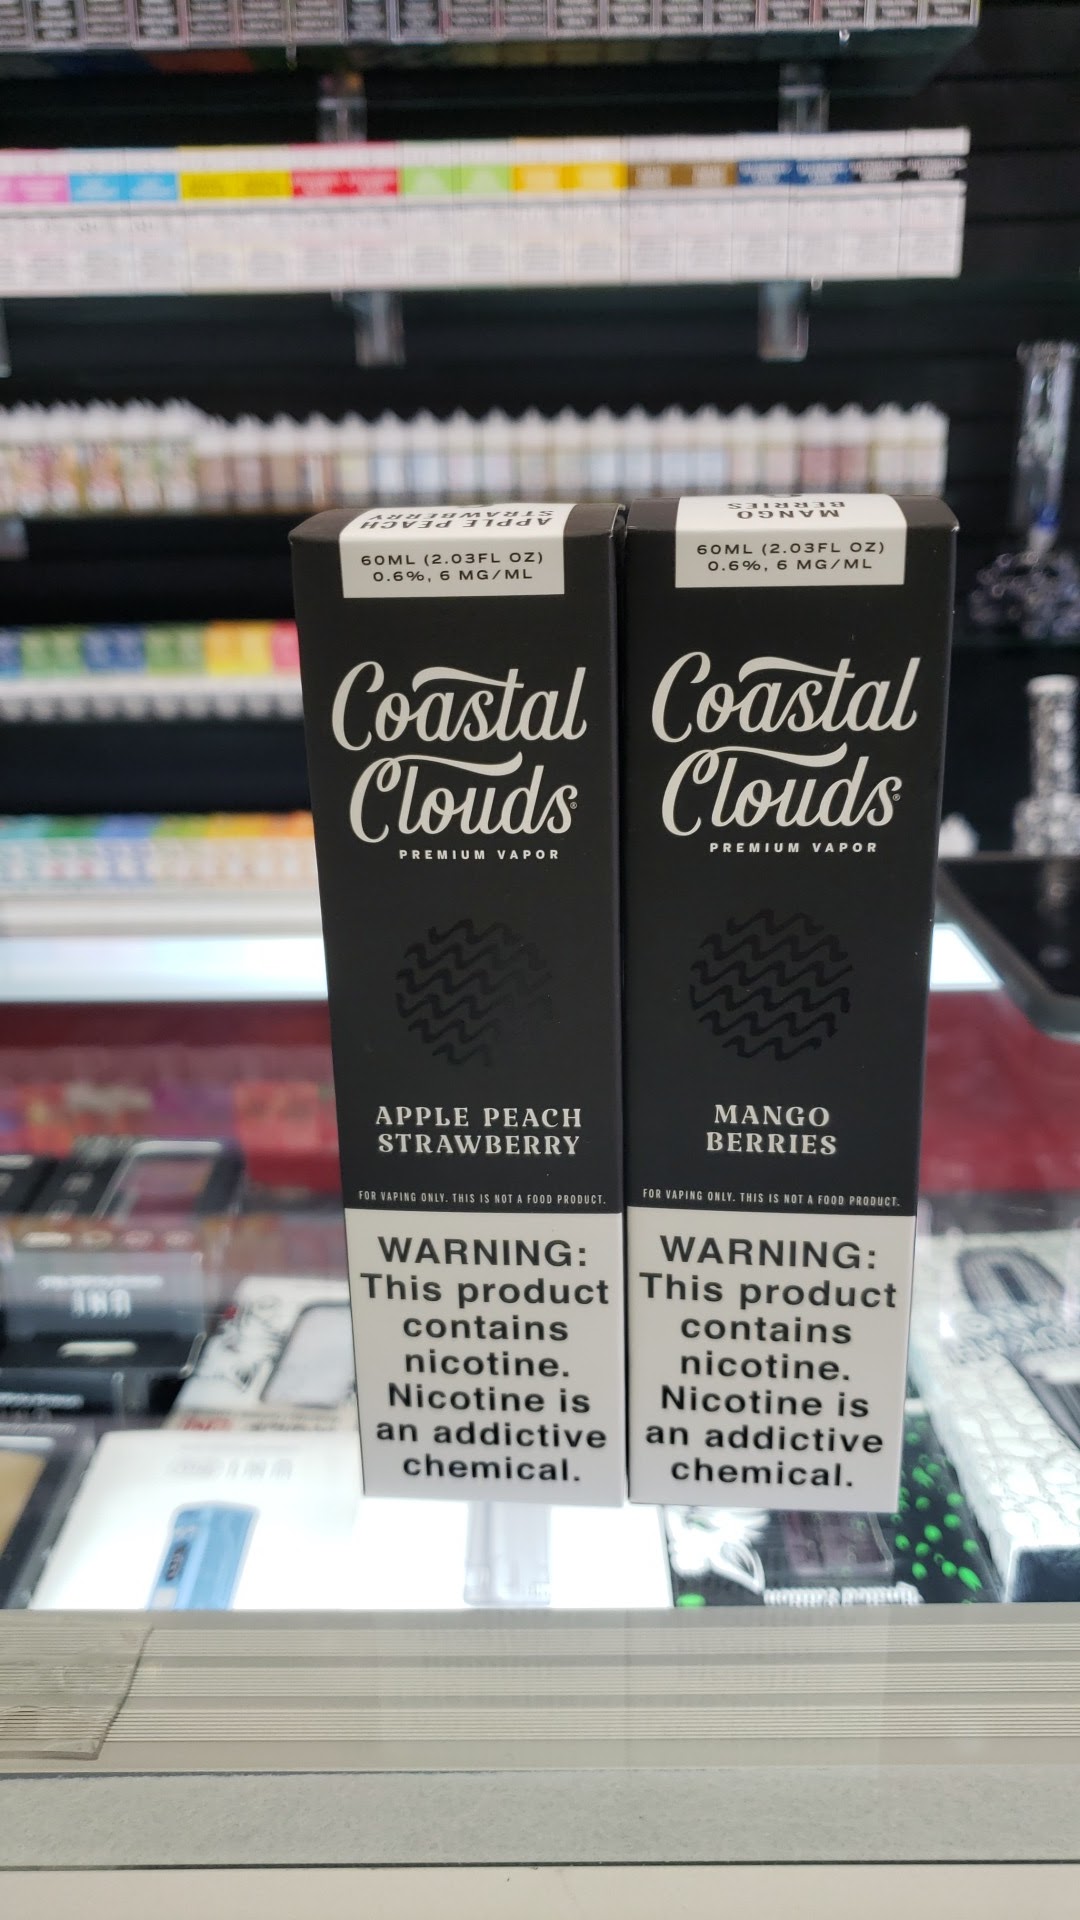 APPLE PEACH
STRAWBERRY
60ML (2.03FL OZ)
0.6%, 6 MG/ML
Coastal
Clouds®
PREMIUM VAPOR
APPLE PEACH
STRAWBERRY
FOR VAPING ONLY. THIS IS NOT A FOOD PRODUCT.
WARNING:
This product
contains
nicotine.
Nicotine is
an addictive
chemical.
MANGO
BERRIES
60ML (2.03FL OZ)
0.6%, 6 MG/ML
Coastal
Clouds®
PREMIUM VAPOR
MANGO
BERRIES
FOR VAPING ONLY. THIS IS NOT A FOOD PRODUCT.
WARNING:
This product
contains
nicotine.
Nicotine is
an addictive
chemical.